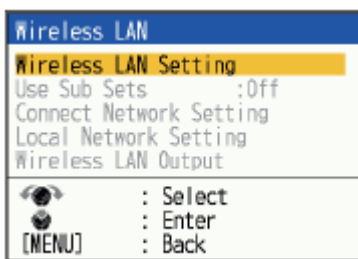 Wireless LAN
Wireless LAN Setting
Use Sub Sets :Off
Connect Network Setting
Local Network Setting
Wireless LAN Output
: Select
: Enter
[MENU] : Back